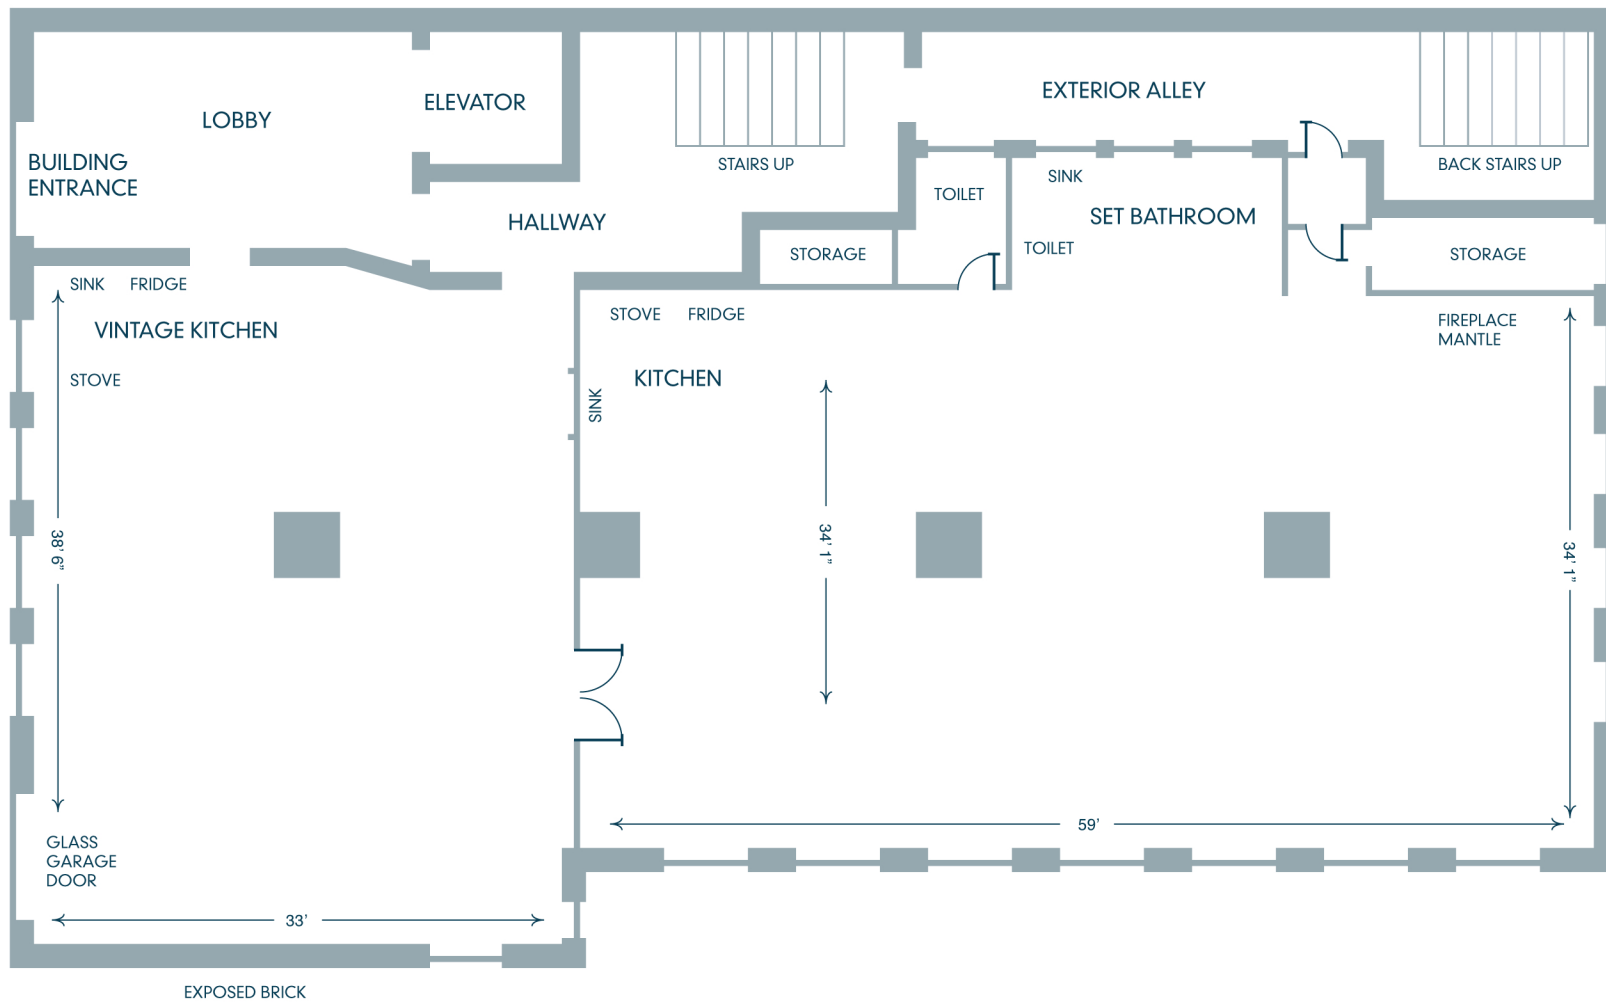 EXTERIOR ALLEY
ELEVATOR
LOBBY
BUILDING
ENTRANCE
STAIRS UP
BACK STAIRS UP
SINK
TOILET
SET BATHROOM
HALLWAY
TOILET
STORAGE
STORAGE
SINK
FRIDGE
STOVE
FRIDGE
VINTAGE KITCHEN
FIREPLACE
MANTLE
STOVE
KITCHEN
SINK
38' 6"
34' 1"
34' 1"
59'
GLASS
GARAGE
DOOR
33'
EXPOSED BRICK